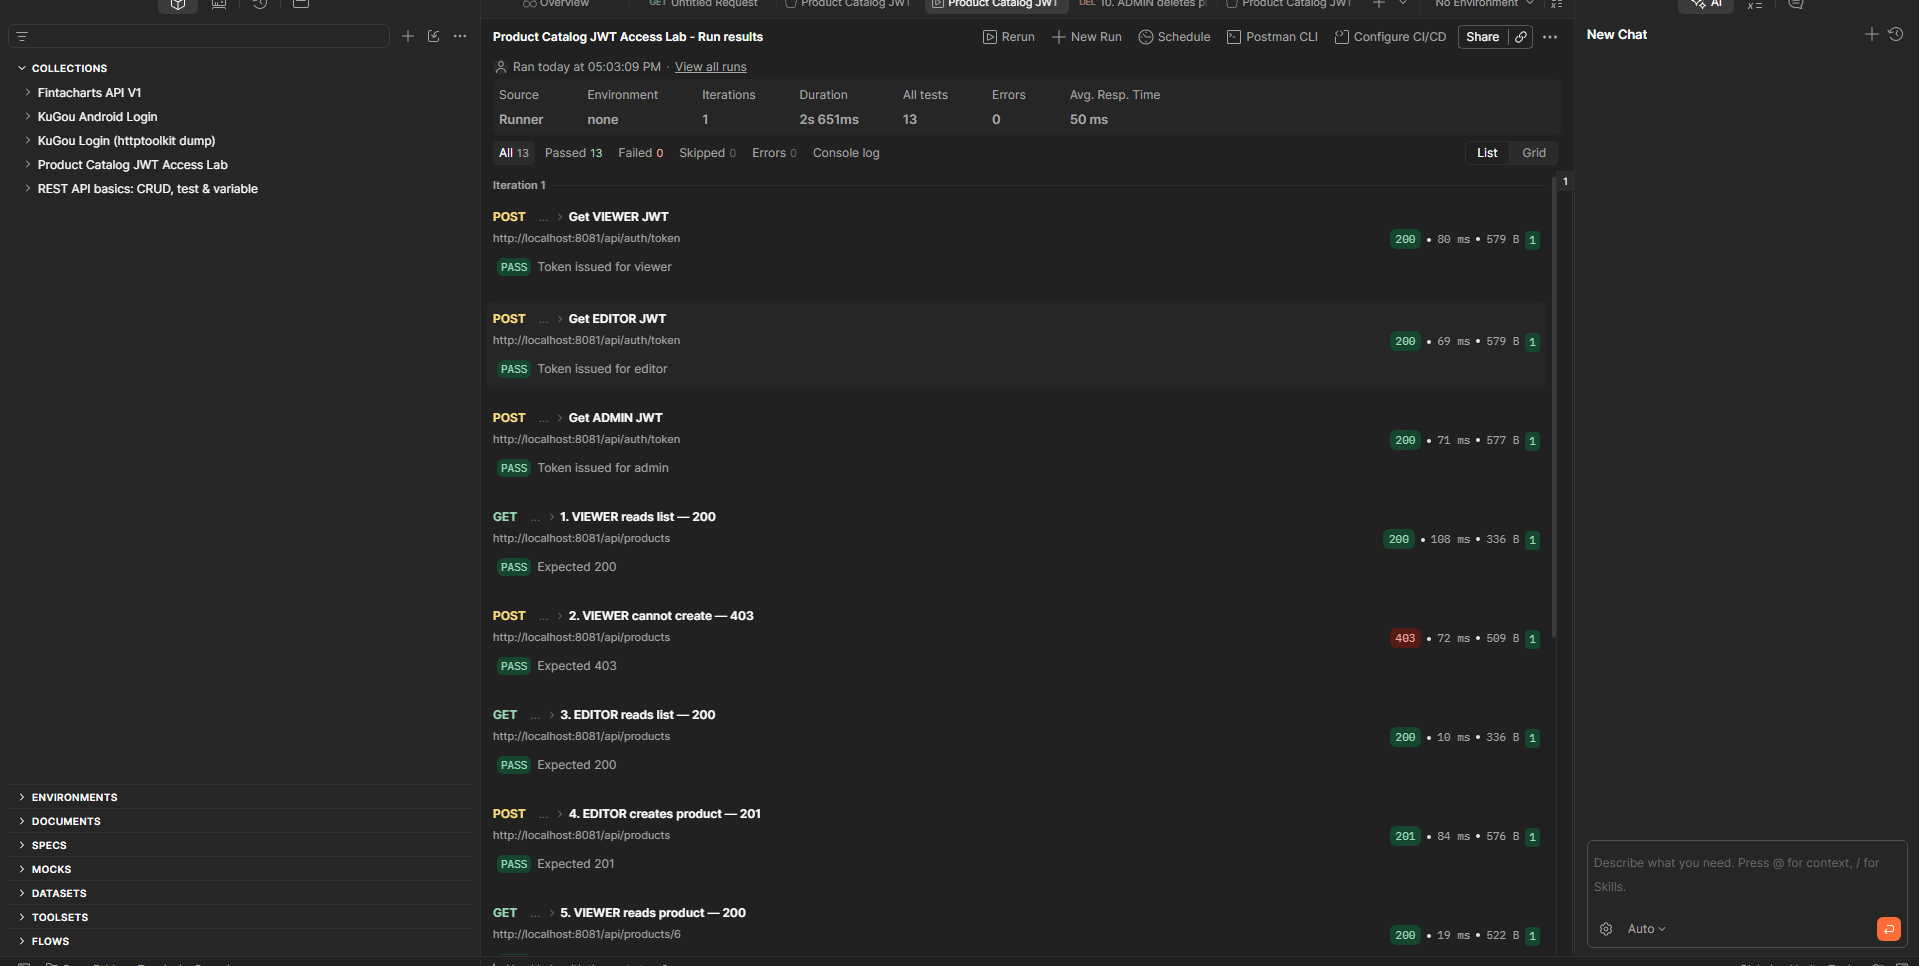 Overview
GET Untitled Request
Product Catalog JWT
Product Catalog JWT
DEL 10. ADMIN deletes p
Product Catalog JWT
No Environment
AI
Product Catalog JWT Access Lab - Run results
Rerun
New Run
Schedule
Postman CLI
Configure CI/CD
Share
New Chat
COLLECTIONS
Fintacharts API V1
KuGou Android Login
KuGou Login (httptoolkit dump)
Product Catalog JWT Access Lab
REST API basics: CRUD, test & variable
ENVIRONMENTS
DOCUMENTS
SPECS
MOCKS
DATASETS
TOOLSETS
FLOWS
Ran today at 05:03:09 PM · View all runs
Source Environment Iterations Duration All tests Errors Avg. Resp. Time
Runner none 1 2s 651ms 13 0 50 ms
All 13 Passed 13 Failed 0 Skipped 0 Errors 0 Console log
List Grid
Iteration 1
1
POST ... > Get VIEWER JWT
http://localhost:8081/api/auth/token
200 • 80 ms • 579 B 1
PASS Token issued for viewer
POST ... > Get EDITOR JWT
http://localhost:8081/api/auth/token
200 • 69 ms • 579 B 1
PASS Token issued for editor
POST ... > Get ADMIN JWT
http://localhost:8081/api/auth/token
200 • 71 ms • 577 B 1
PASS Token issued for admin
GET ... > 1. VIEWER reads list — 200
http://localhost:8081/api/products
200 • 108 ms • 336 B 1
PASS Expected 200
POST ... > 2. VIEWER cannot create — 403
http://localhost:8081/api/products
403 • 72 ms • 509 B 1
PASS Expected 403
GET ... > 3. EDITOR reads list — 200
http://localhost:8081/api/products
200 • 10 ms • 336 B 1
PASS Expected 200
POST ... > 4. EDITOR creates product — 201
http://localhost:8081/api/products
201 • 84 ms • 576 B 1
PASS Expected 201
GET ... > 5. VIEWER reads product — 200
http://localhost:8081/api/products/6
200 • 19 ms • 522 B 1
Describe what you need. Press @ for context, / for
Skills.
Auto